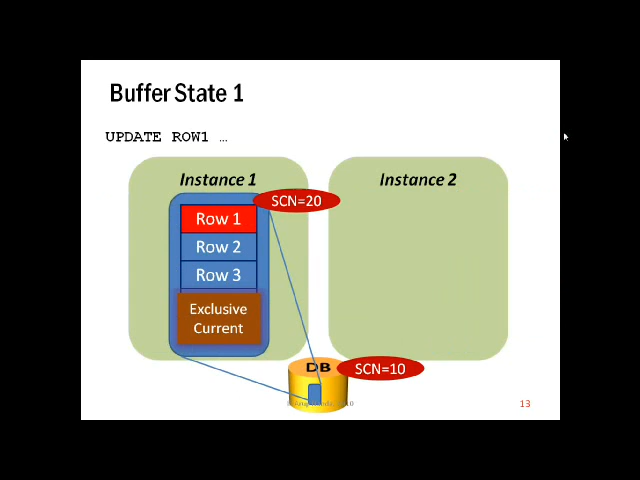 Buffer State 1
UPDATE ROW1 …
Instance 1
Instance 2
SCN=20
Row 1
Row 2
Row 3
Exclusive
Current
DB
SCN=10
13